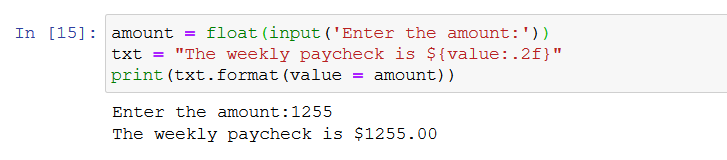 In [15]: amount = float(input('Enter the amount:'))
txt = "The weekly paycheck is ${value:.2f}"
print(txt.format(value = amount))
Enter the amount:1255
The weekly paycheck is $1255.00